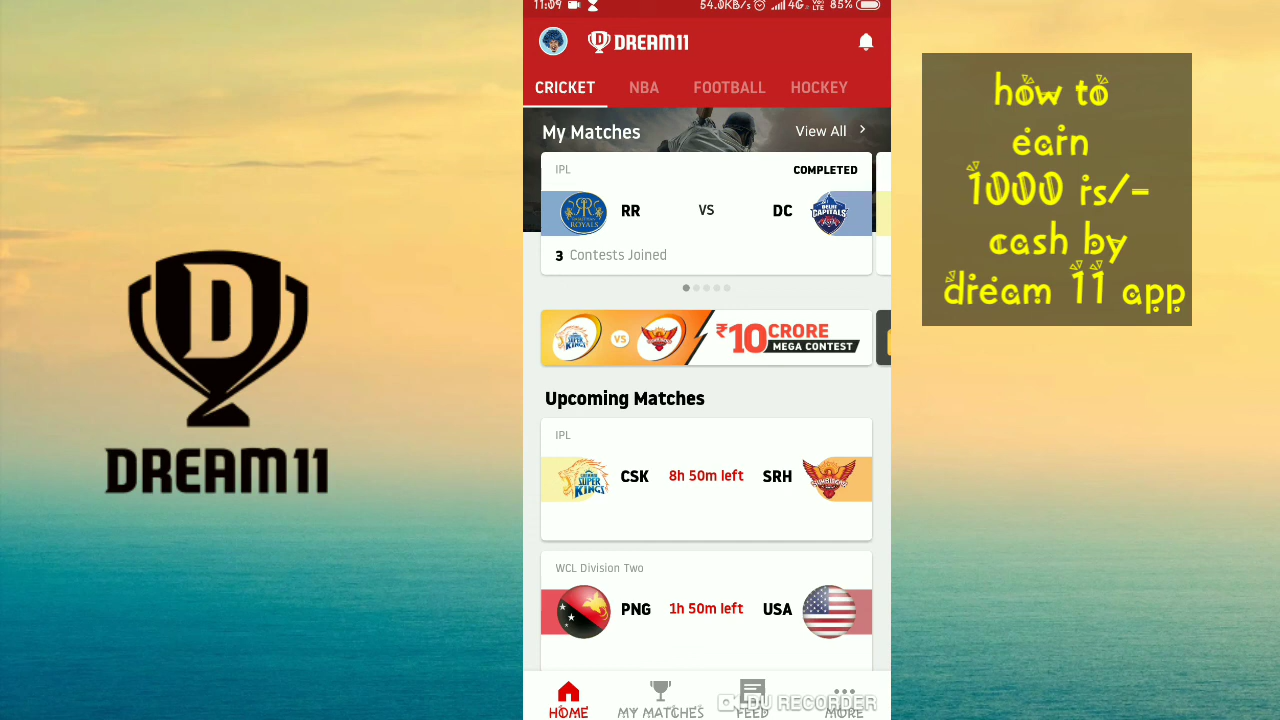 DREAM11
11:09
54.0KB/s 4G VoLTE 85%
DREAM11
CRICKET NBA FOOTBALL HOCKEY
My Matches View All
IPL COMPLETED
RR VS DC
3 Contests Joined
VS ₹10 CRORE
MEGA CONTEST
Upcoming Matches
IPL
CSK 8h 50m left SRH
WCL Division Two
PNG 1h 50m left USA
HOME MY MATCHES FEED MORE
DU RECORDER
how to
earn
1000 rs/-
cash by
dream 11 app